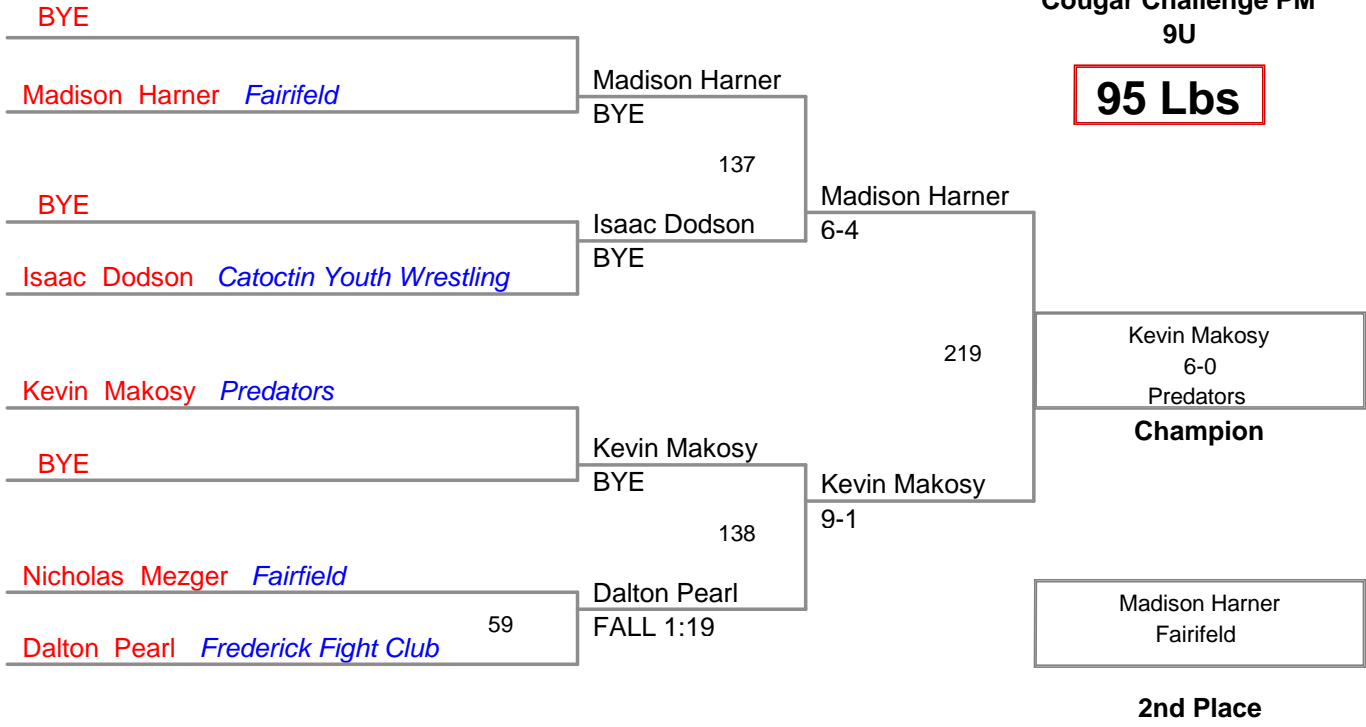 Cougar Challenge PM
9U
95 Lbs
BYE
Madison Harner Fairifeld
BYE
Isaac Dodson Catoctin Youth Wrestling
Kevin Makosy Predators
BYE
Nicholas Mezger Fairfield
59
Dalton Pearl Frederick Fight Club
Madison Harner
BYE
137
Isaac Dodson
BYE
Kevin Makosy
BYE
138
Dalton Pearl
FALL 1:19
Madison Harner
6-4
219
Kevin Makosy
9-1
Kevin Makosy
6-0
Predators
Champion
Madison Harner
Fairifeld
2nd Place